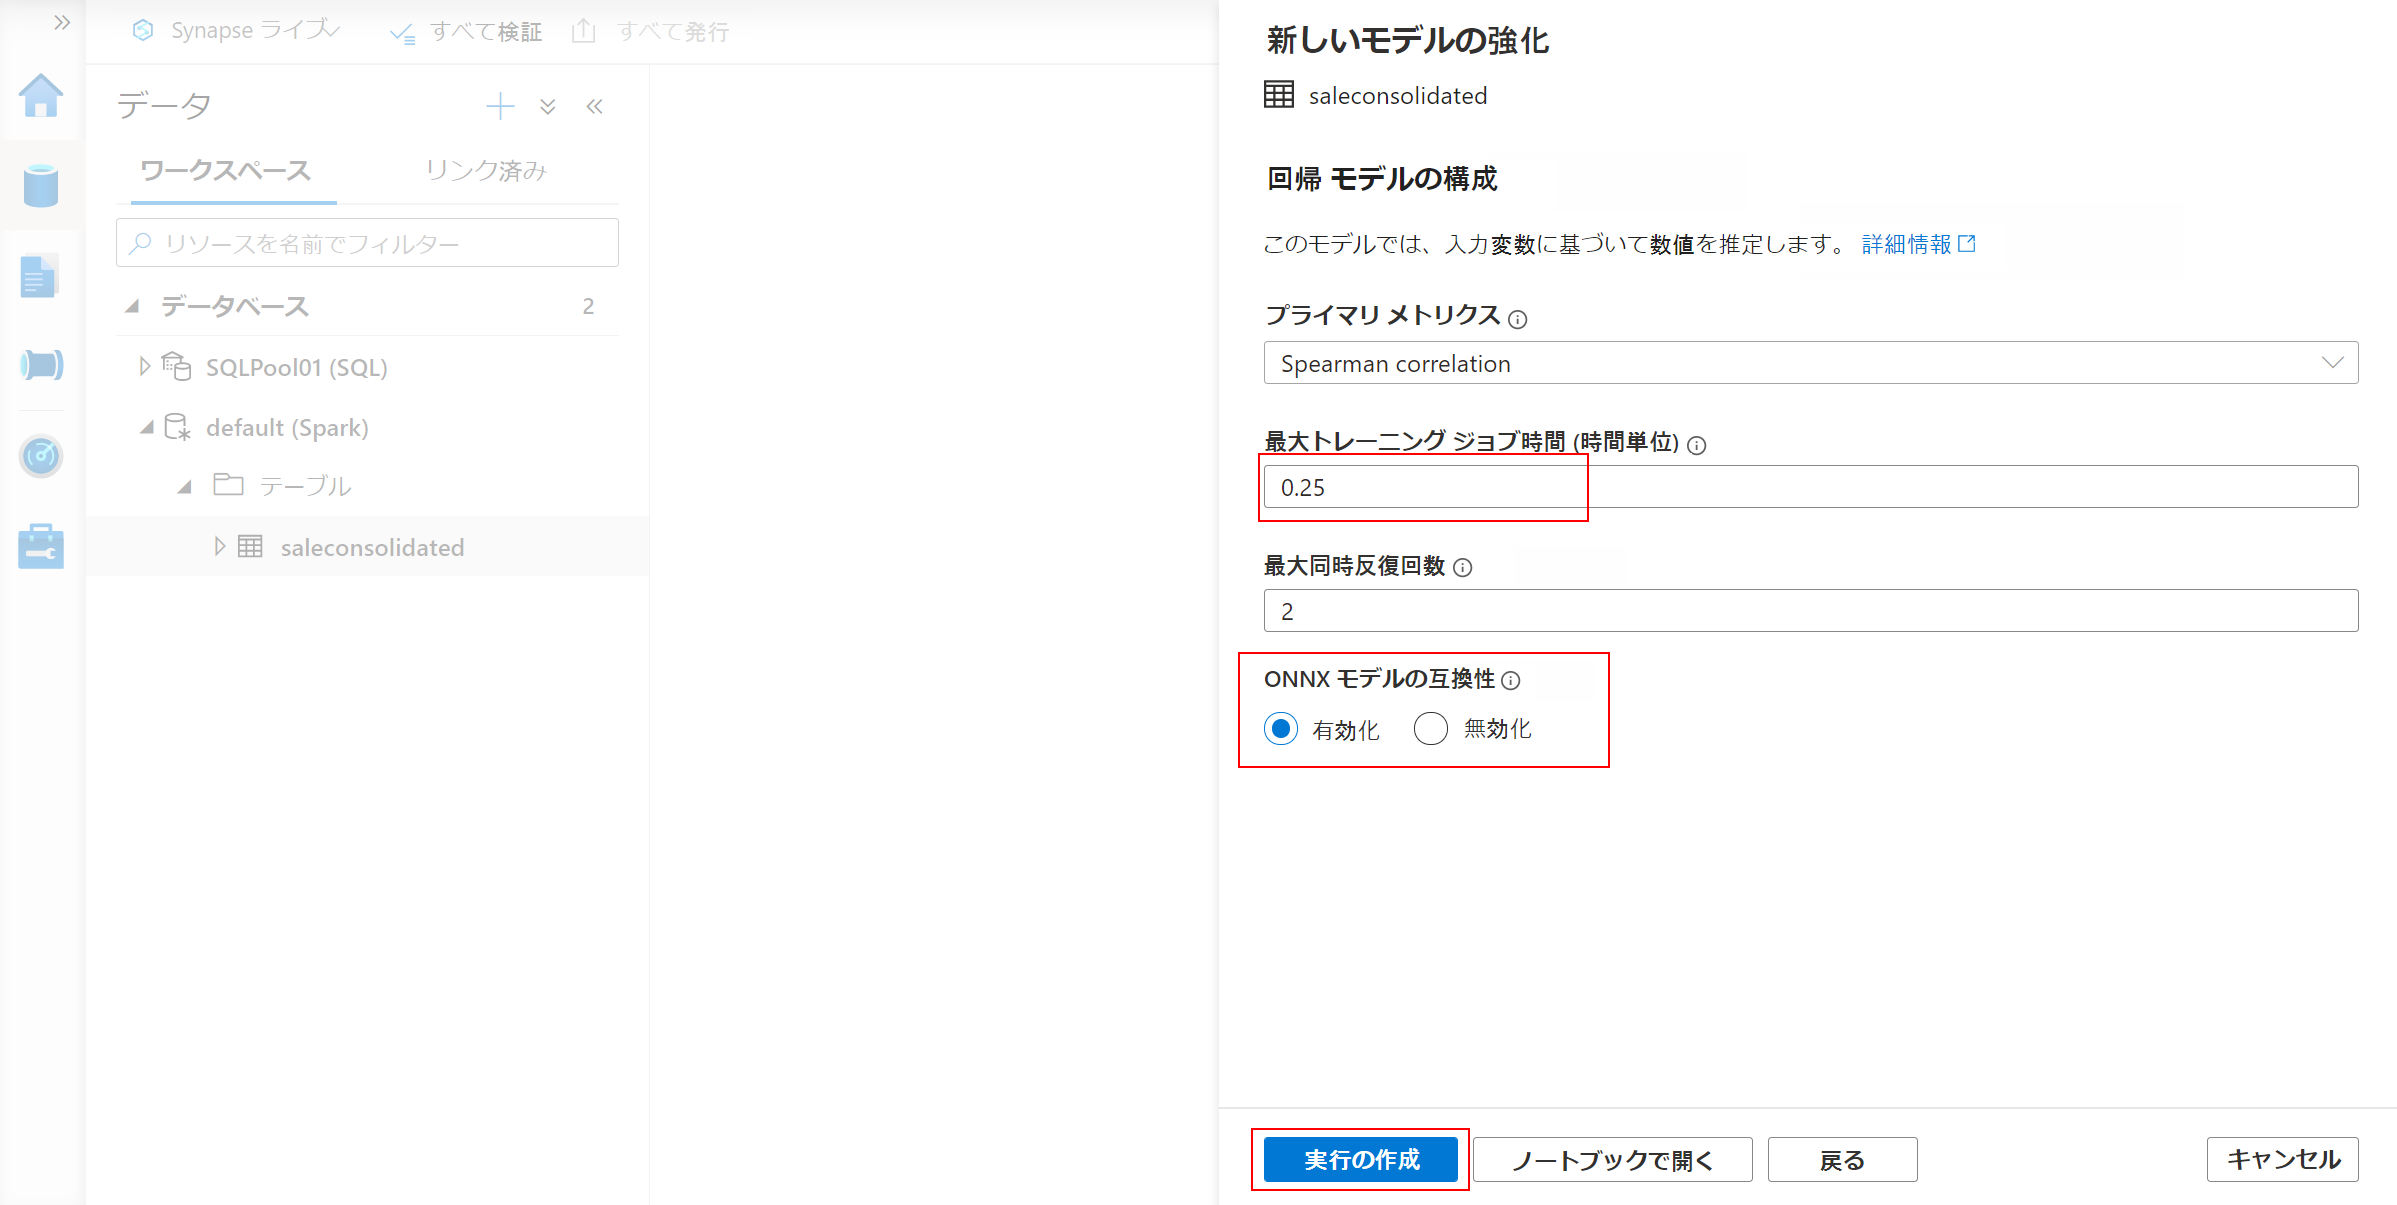 Synapse ライブ
すべて検証
すべて発行
データ
ワークスペース
リンク済み
リソースを名前でフィルター
データベース
2
SQLPool01 (SQL)
default (Spark)
テーブル
saleconsolidated
新しいモデルの強化
saleconsolidated
回帰 モデルの構成
このモデルでは、入力変数に基づいて数値を推定します。 詳細情報
プライマリ メトリクス
Spearman correlation
最大トレーニング ジョブ時間 (時間単位)
0.25
最大同時反復回数
2
ONNX モデルの互換性
有効化 無効化
実行の作成
ノートブックで開く
戻る
キャンセル